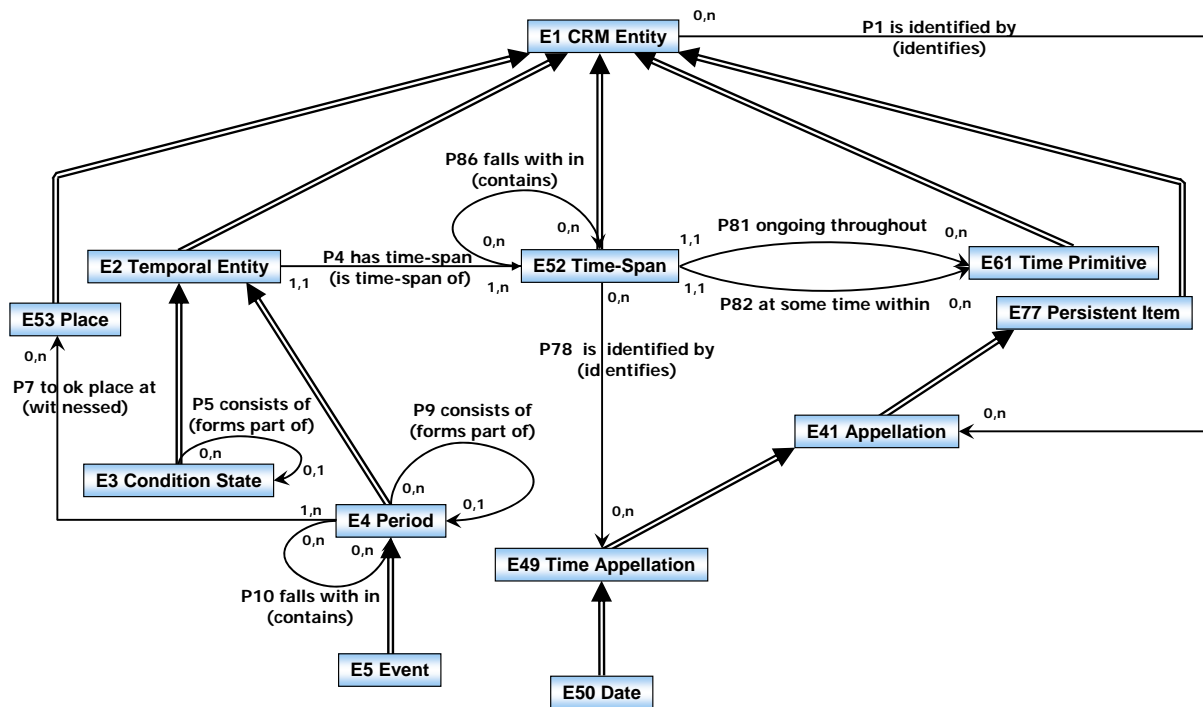 0,n
P1 is identified by
(identifies)
E1 CRM Entity
P86 falls with in
(contains)
0,n
0,n
P81 ongoing throughout
0,n
1,1
E2 Temporal Entity
P4 has time-span
(is time-span of)
1,1
1,n
E52 Time-Span
0,n
1,1
E61 Time Primitive
P82 at some time within
0,n
E53 Place
E77 Persistent Item
0,n
P78 is identified by
(identifies)
P7 to ok place at
(witnessed)
P5 consists of
(forms part of)
P9 consists of
(forms part of)
0,n
E41 Appellation
0,n
0,1
E3 Condition State
0,n
0,1
1,n
E4 Period
0,n
0,n
0,n
E49 Time Appellation
P10 falls with in
(contains)
E5 Event
E50 Date